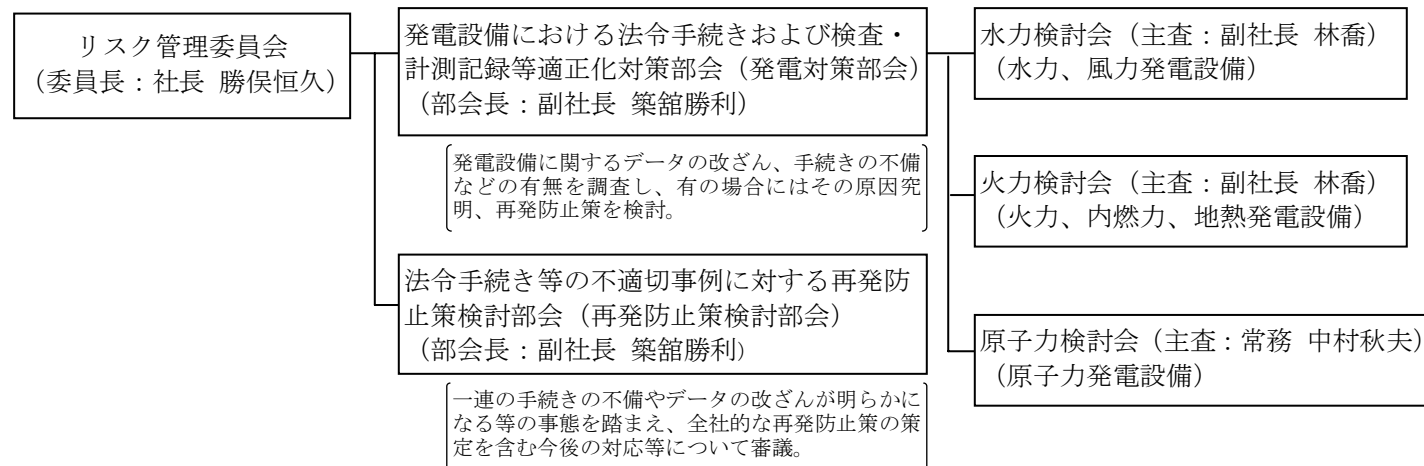 リスク管理委員会
（委員長：社長 勝俣恒久）
発電設備における法令手続きおよび検査・
計測記録等適正化対策部会（発電対策部会）
（部会長：副社長 築舘勝利）
発電設備に関するデータの改ざん、手続きの不備
などの有無を調査し、有の場合にはその原因究
明、再発防止策を検討。
法令手続き等の不適切事例に対する再発防
止策検討部会（再発防止策検討部会）
（部会長：副社長 築舘勝利)
一連の手続きの不備やデータの改ざんが明らかに
なる等の事態を踏まえ、全社的な再発防止策の策
定を含む今後の対応等について審議。
水力検討会（主査：副社長 林喬）
（水力、風力発電設備）
火力検討会（主査：副社長 林喬）
（火力、内燃力、地熱発電設備）
原子力検討会（主査：常務 中村秋夫）
（原子力発電設備）